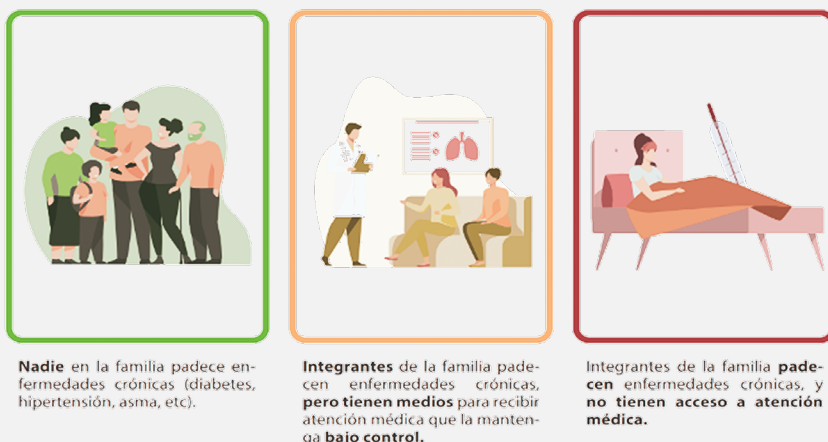 Nadie en la familia padece en-
fermedades crónicas (diabetes,
hipertensión, asma, etc).
Integrantes de la familia pade-
cen enfermedades crónicas,
pero tienen medios para recibir
atención médica que la manten-
ga bajo control.
Integrantes de la familia pade-
cen enfermedades crónicas, y
no tienen acceso a atención
médica.